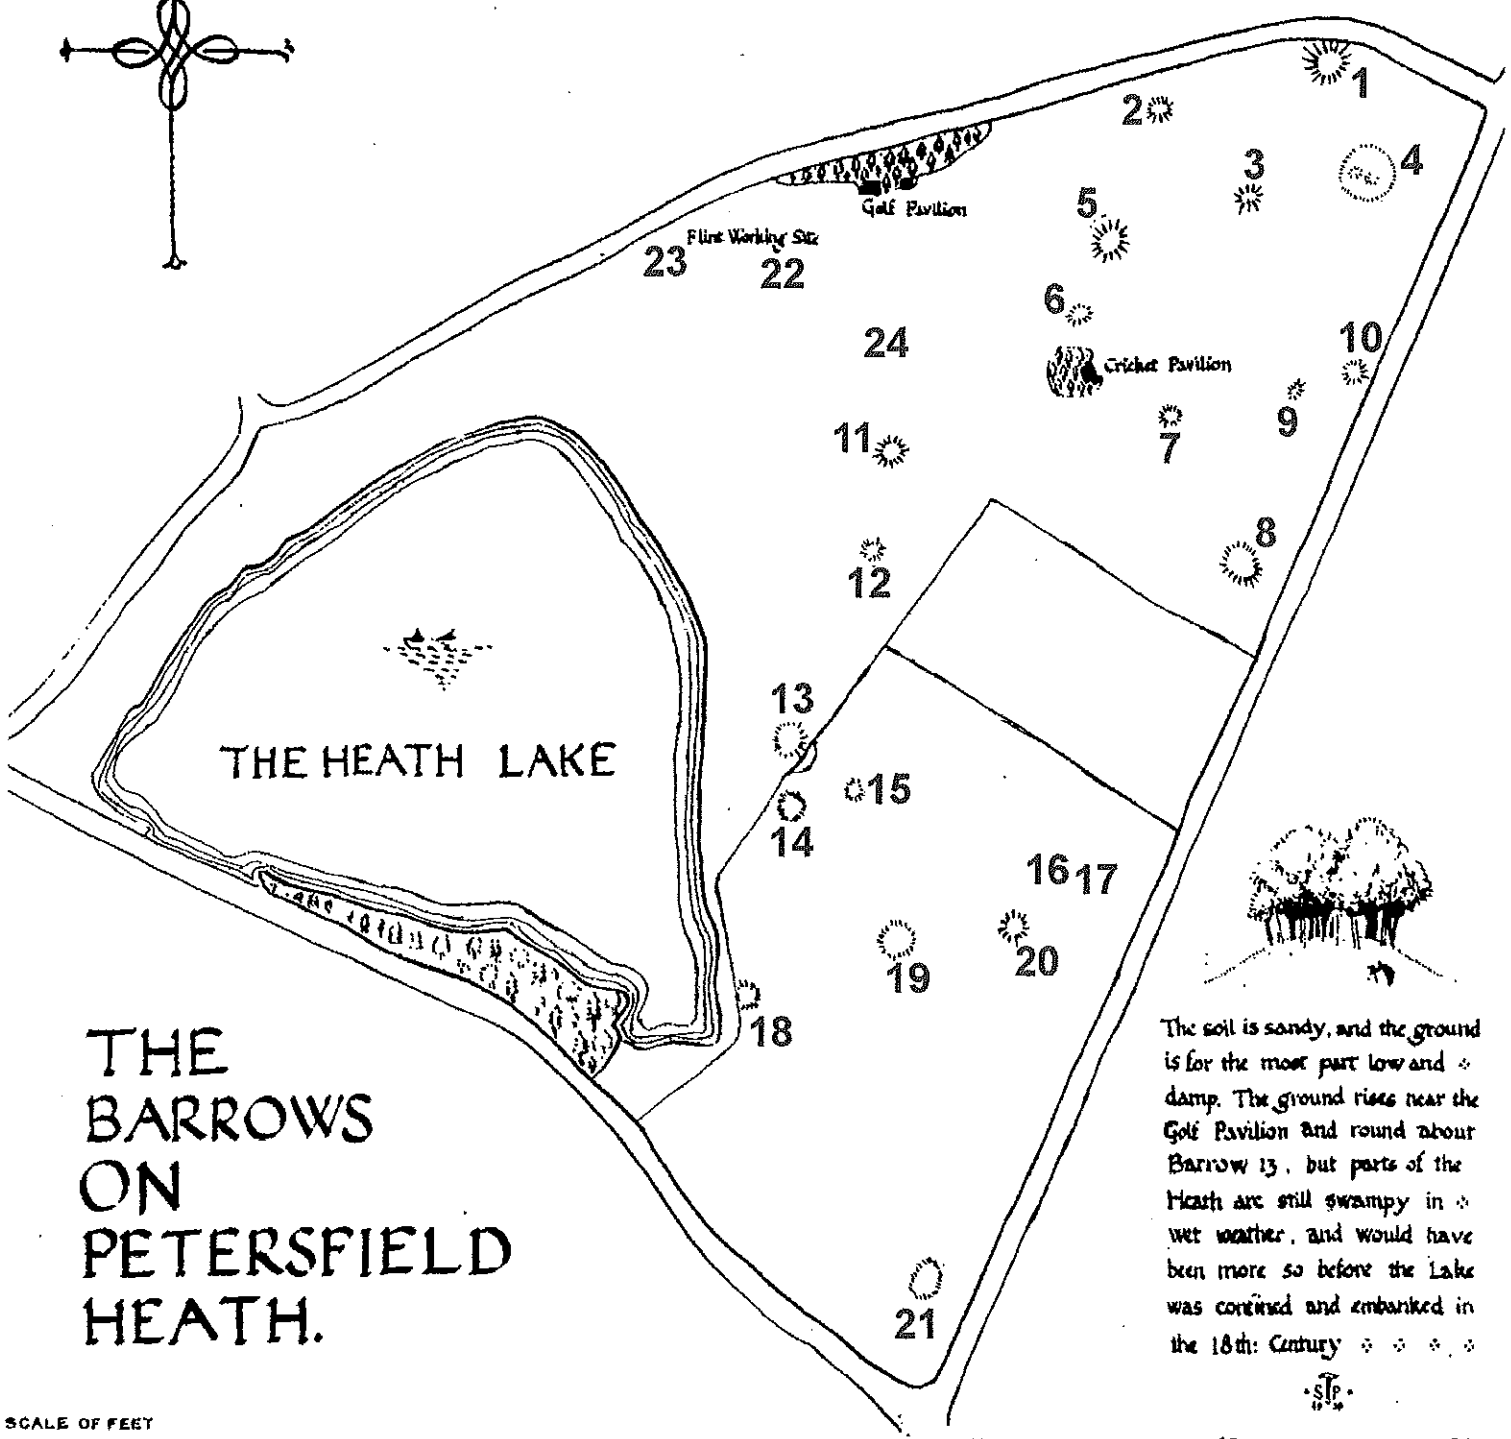 1
2
3
4
5
Golf Pavilion
Flint Working Site
23
22
6
24
10
Cricket Pavilion
9
11
7
8
12
13
THE HEATH LAKE
15
14
16 17
19
20
18
THE
BARROWS
ON
PETERSFIELD
HEATH.
The soil is sandy, and the ground
is for the most part low and
damp. The ground rises near the
Golf Pavilion and round about
Barrow 13, but parts of the
Heath are still swampy in
wet weather, and would have
been more so before the Lake
was confined and embanked in
the 18th: Century
21
S P
SCALE OF FEET